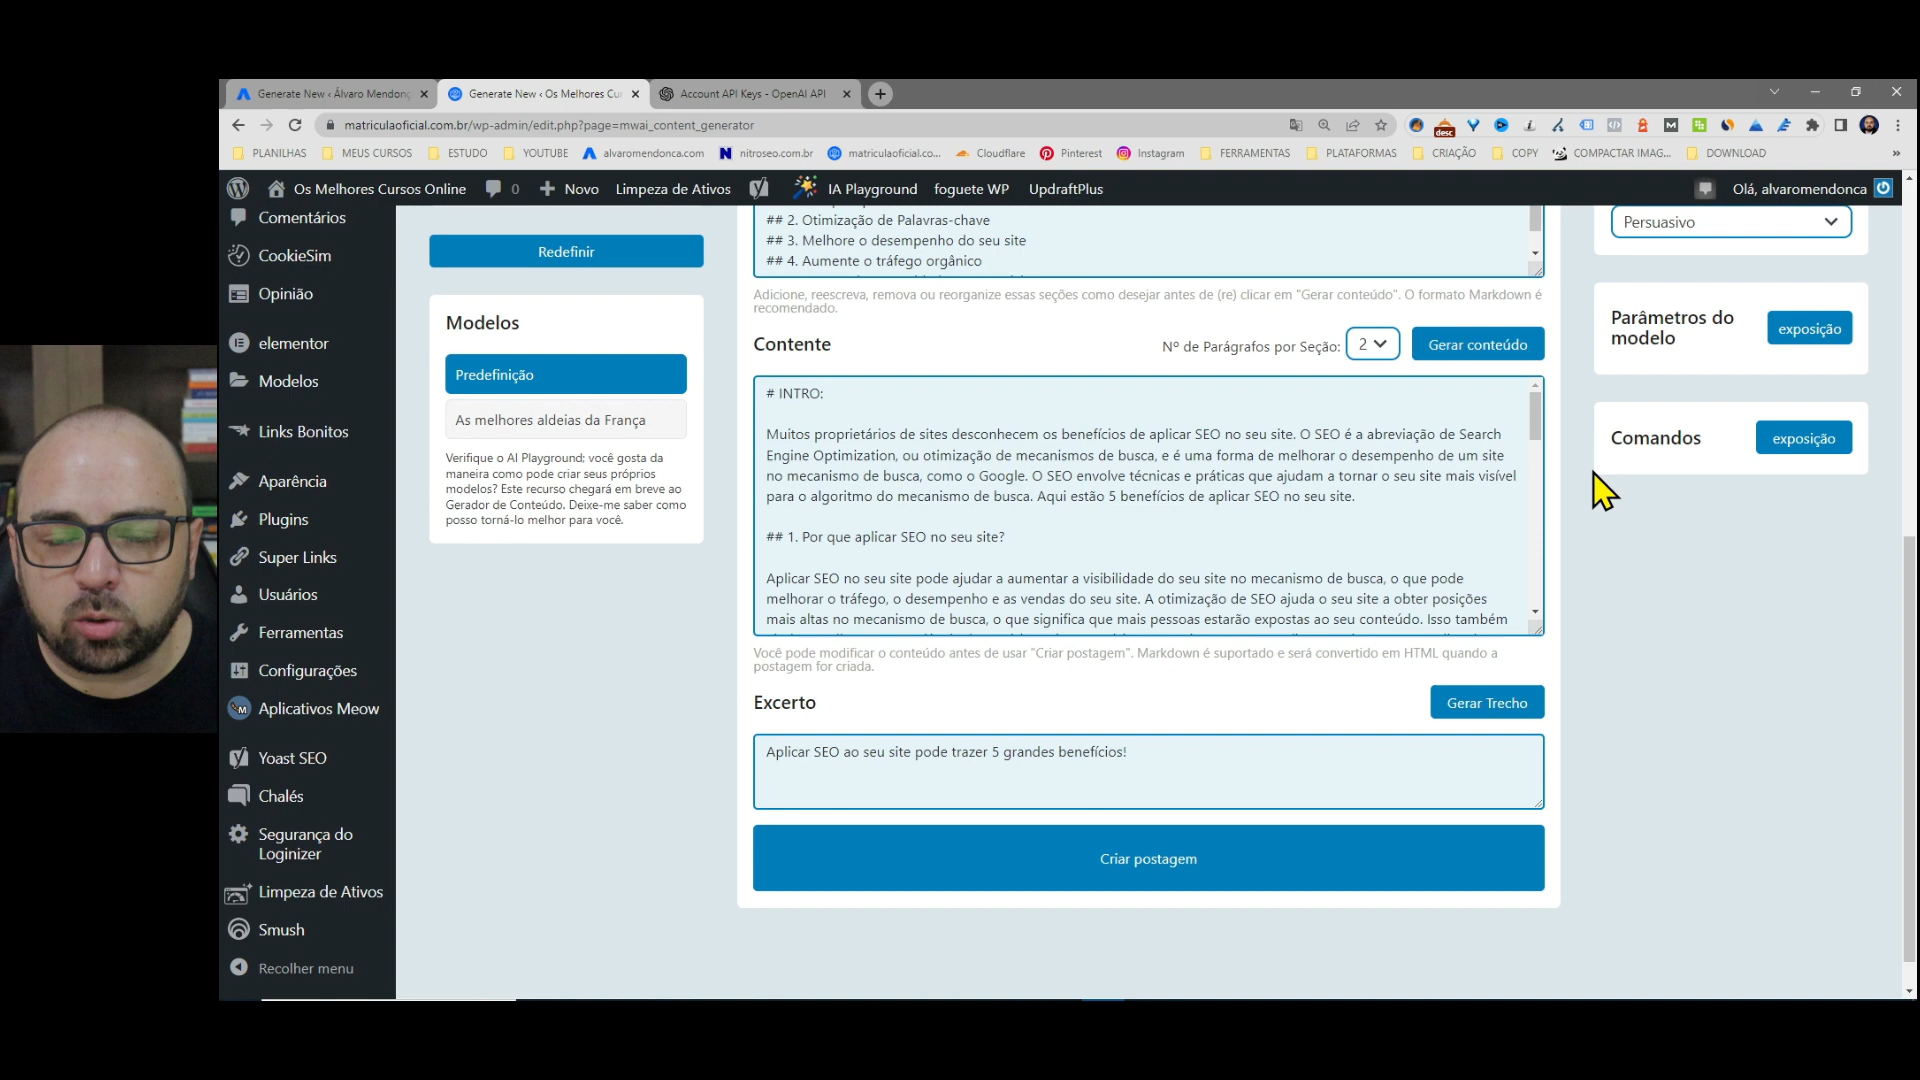 Generate New ‹ Álvaro Mendonç
Generate New ‹ Os Melhores Cur
Account API Keys - OpenAI API
matriculaoficial.com.br/wp-admin/edit.php?page=mwai_content_generator
desc
PLANILHAS
MEUS CURSOS
ESTUDO
YOUTUBE
alvaromendonca.com
nitroseo.com.br
matriculaoficial.co...
Cloudflare
Pinterest
Instagram
FERRAMENTAS
PLATAFORMAS
CRIAÇÃO
COPY
COMPACTAR IMAG...
DOWNLOAD
Os Melhores Cursos Online
0
Novo
Limpeza de Ativos
IA Playground
foguete WP
UpdraftPlus
Olá, alvaromendonca
Comentários
CookieSim
Opinião
elementor
Modelos
Links Bonitos
Aparência
Plugins
Super Links
Usuários
Ferramentas
Configurações
Aplicativos Meow
Yoast SEO
Chalés
Segurança do
Loginizer
Limpeza de Ativos
Smush
Recolher menu
Redefinir
Modelos
Predefinição
As melhores aldeias da França
Verifique o AI Playground; você gosta da
maneira como pode criar seus próprios
modelos? Este recurso chegará em breve ao
Gerador de Conteúdo. Deixe-me saber como
posso torná-lo melhor para você.
## 2. Otimização de Palavras-chave
## 3. Melhore o desempenho do seu site
## 4. Aumente o tráfego orgânico
Adicione, reescreva, remova ou reorganize essas seções como desejar antes de (re) clicar em "Gerar conteúdo". O formato Markdown é
recomendado.
Contente
Nº de Parágrafos por Seção:
2
Gerar conteúdo
# INTRO:
Muitos proprietários de sites desconhecem os benefícios de aplicar SEO no seu site. O SEO é a abreviação de Search
Engine Optimization, ou otimização de mecanismos de busca, e é uma forma de melhorar o desempenho de um site
no mecanismo de busca, como o Google. O SEO envolve técnicas e práticas que ajudam a tornar o seu site mais visível
para o algoritmo do mecanismo de busca. Aqui estão 5 benefícios de aplicar SEO no seu site.
## 1. Por que aplicar SEO no seu site?
Aplicar SEO no seu site pode ajudar a aumentar a visibilidade do seu site no mecanismo de busca, o que pode
melhorar o tráfego, o desempenho e as vendas do seu site. A otimização de SEO ajuda o seu site a obter posições
mais altas no mecanismo de busca, o que significa que mais pessoas estarão expostas ao seu conteúdo. Isso também
Você pode modificar o conteúdo antes de usar "Criar postagem". Markdown é suportado e será convertido em HTML quando a
postagem for criada.
Excerto
Gerar Trecho
Aplicar SEO ao seu site pode trazer 5 grandes benefícios!
Criar postagem
Persuasivo
Parâmetros do
modelo
exposição
Comandos
exposição